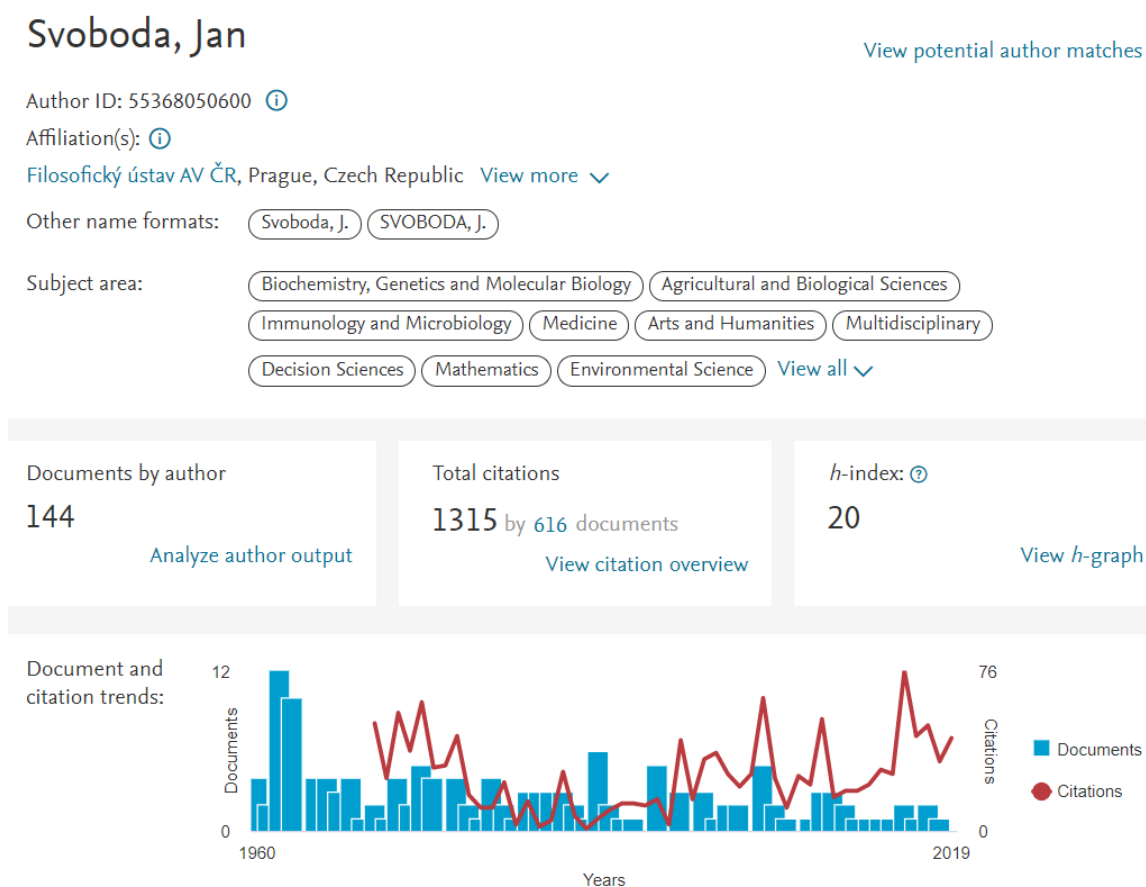 Svoboda, Jan
View potential author matches
Author ID: 55368050600
Affiliation(s):
Filosofický ústav AV ČR, Prague, Czech Republic View more
Other name formats: Svoboda, J. SVOBODA, J.
Subject area: Biochemistry, Genetics and Molecular Biology Agricultural and Biological Sciences
Immunology and Microbiology Medicine Arts and Humanities Multidisciplinary
Decision Sciences Mathematics Environmental Science View all
Documents by author
144
Analyze author output
Total citations
1315 by 616 documents
View citation overview
h-index: ?
20
View h-graph
Document and
citation trends:
12
Documents
0
1960
Years
2019
76
Citations
0
Documents
Citations